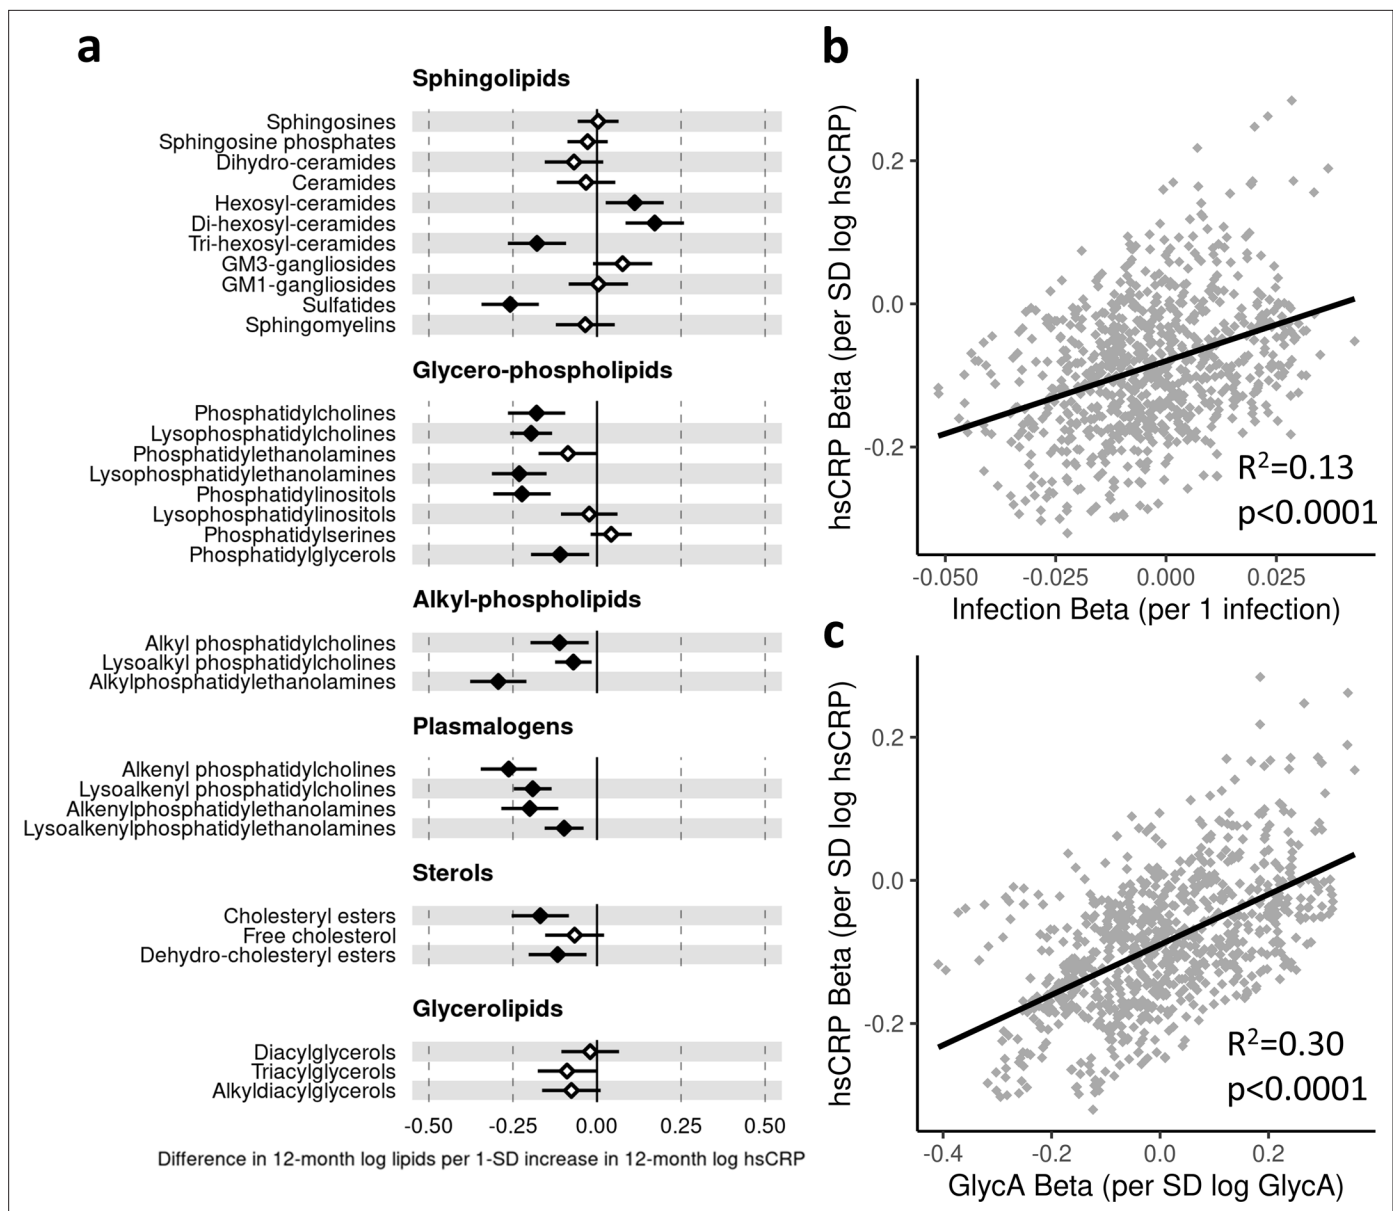 a
Sphingolipids
Sphingosines
Sphingosine phosphates
Dihydro-ceramides
Ceramides
Hexosyl-ceramides
Di-hexosyl-ceramides
Tri-hexosyl-ceramides
GM3-gangliosides
GM1-gangliosides
Sulfatides
Sphingomyelins
Glycero-phospholipids
Phosphatidylcholines
Lysophosphatidylcholines
Phosphatidylethanolamines
Lysophosphatidylethanolamines
Phosphatidylinositols
Lysophosphatidylinositols
Phosphatidylserines
Phosphatidylglycerols
Alkyl-phospholipids
Alkyl phosphatidylcholines
Lysoalkyl phosphatidylcholines
Alkylphosphatidylethanolamines
Plasmalogens
Alkenyl phosphatidylcholines
Lysoalkenyl phosphatidylcholines
Alkenylphosphatidylethanolamines
Lysoalkenylphosphatidylethanolamines
Sterols
Cholesteryl esters
Free cholesterol
Dehydro-cholesteryl esters
Glycerolipids
Diacylglycerols
Triacylglycerols
Alkyldiacylglycerols
-0.50 -0.25 0.00 0.25 0.50
Difference in 12-month log lipids per 1-SD increase in 12-month log hsCRP
b
hsCRP Beta (per SD log hsCRP)
0.2
0.0
-0.2
R²=0.13
p<0.0001
-0.050 -0.025 0.000 0.025
Infection Beta (per 1 infection)
c
hsCRP Beta (per SD log hsCRP)
0.2
0.0
-0.2
R²=0.30
p<0.0001
-0.4 -0.2 0.0 0.2
GlycA Beta (per SD log GlycA)